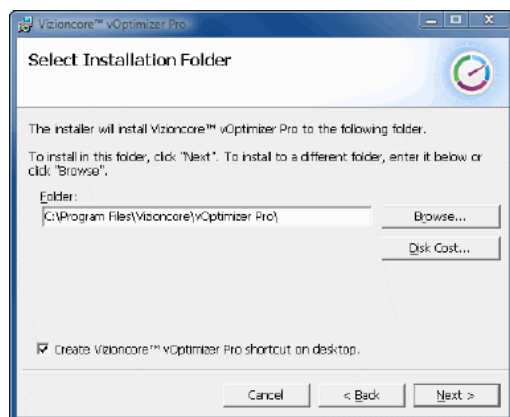 Vizioncore™ vOptimizer Pro
Select Installation Folder
The installer will install Vizioncore™ vOptimizer Pro to the following folder.
To install in this folder, click "Next". To install to a different folder, enter it below or
click "Browse".
Folder:
C:\Program Files\Vizioncore\vOptimizer Pro\
Browse...
Disk Cost...
Create Vizioncore™ vOptimizer Pro shortcut on desktop.
Cancel
< Back
Next >